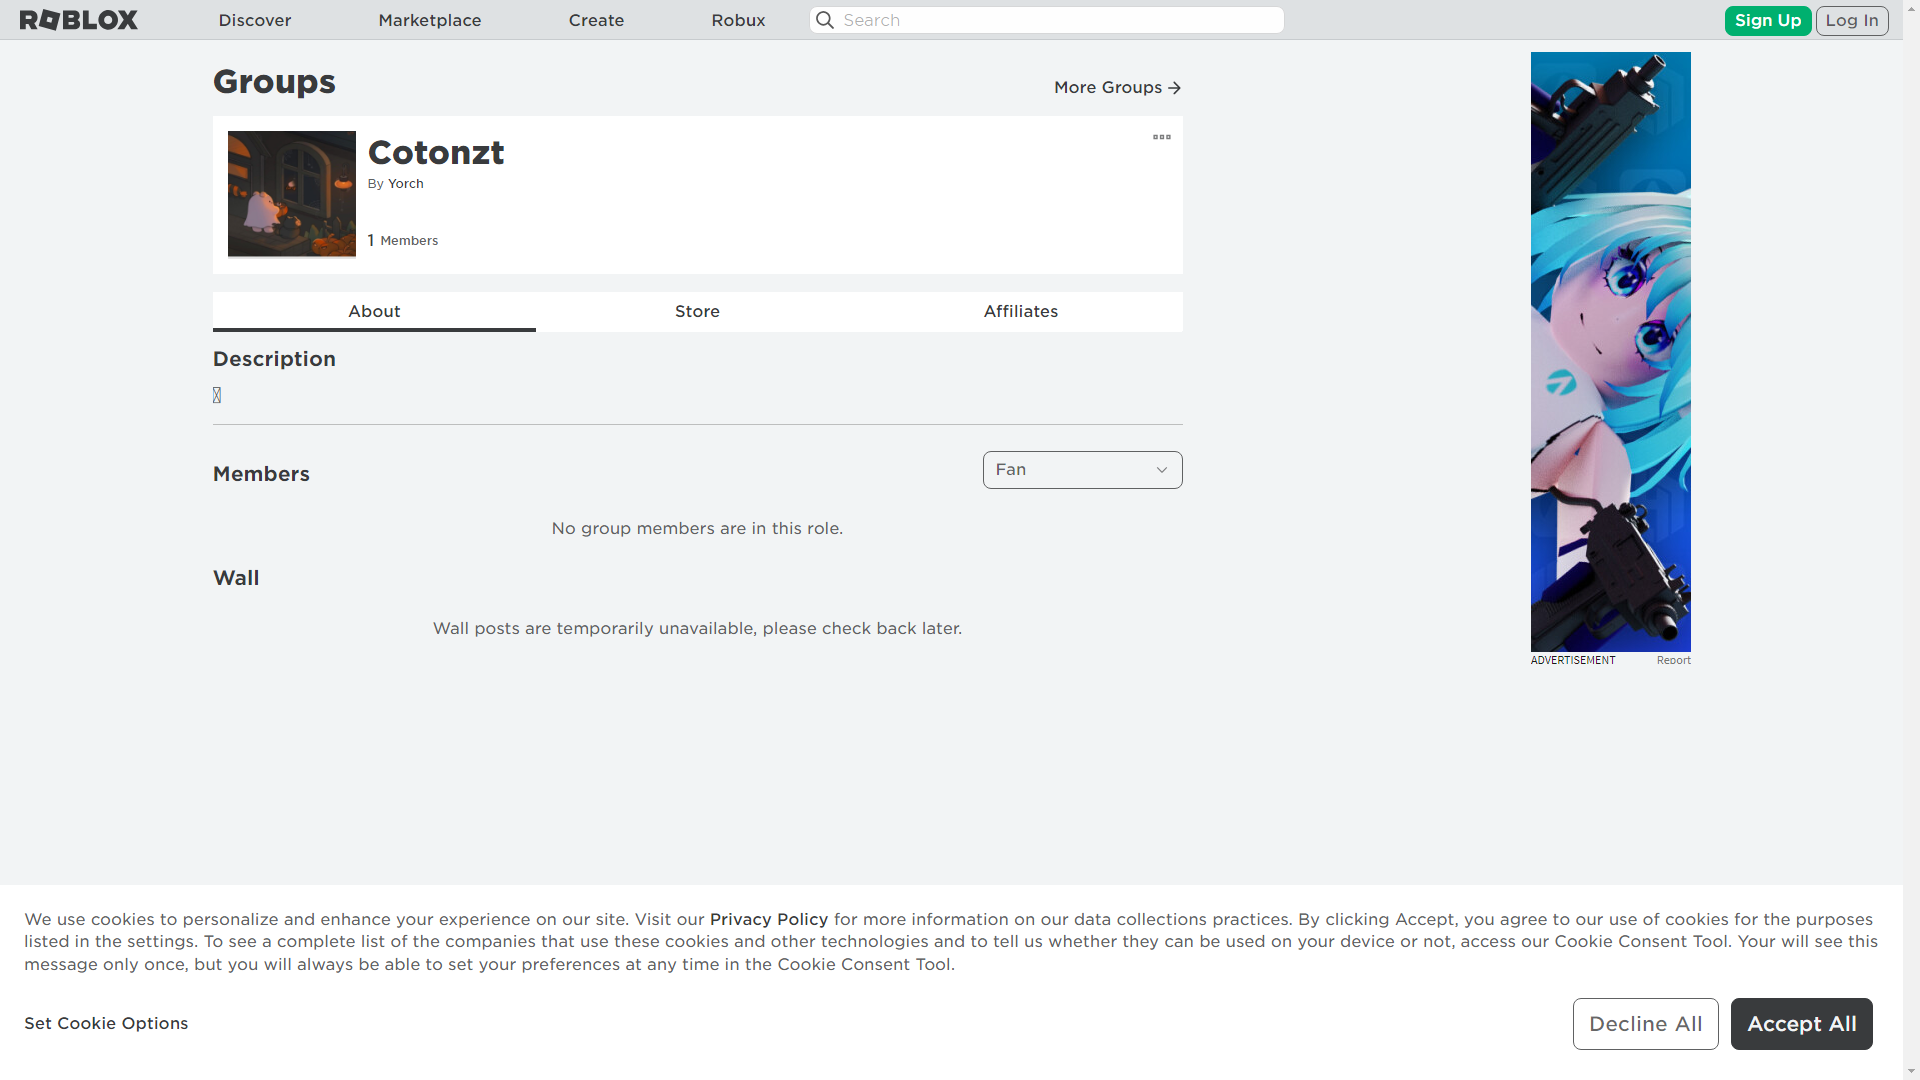 ROBLOX
Discover
Marketplace
Create
Robux
Search
Sign Up
Log In
Groups
More Groups
Cotonzt
By Yorch
1 Members
About
Store
Affiliates
Description
Members
Fan
No group members are in this role.
Wall
Wall posts are temporarily unavailable, please check back later.
ADVERTISEMENT
Report
We use cookies to personalize and enhance your experience on our site. Visit our Privacy Policy for more information on our data collections practices. By clicking Accept, you agree to our use of cookies for the purposes
listed in the settings. To see a complete list of the companies that use these cookies and other technologies and to tell us whether they can be used on your device or not, access our Cookie Consent Tool. Your will see this
message only once, but you will always be able to set your preferences at any time in the Cookie Consent Tool.
Set Cookie Options
Decline All
Accept All